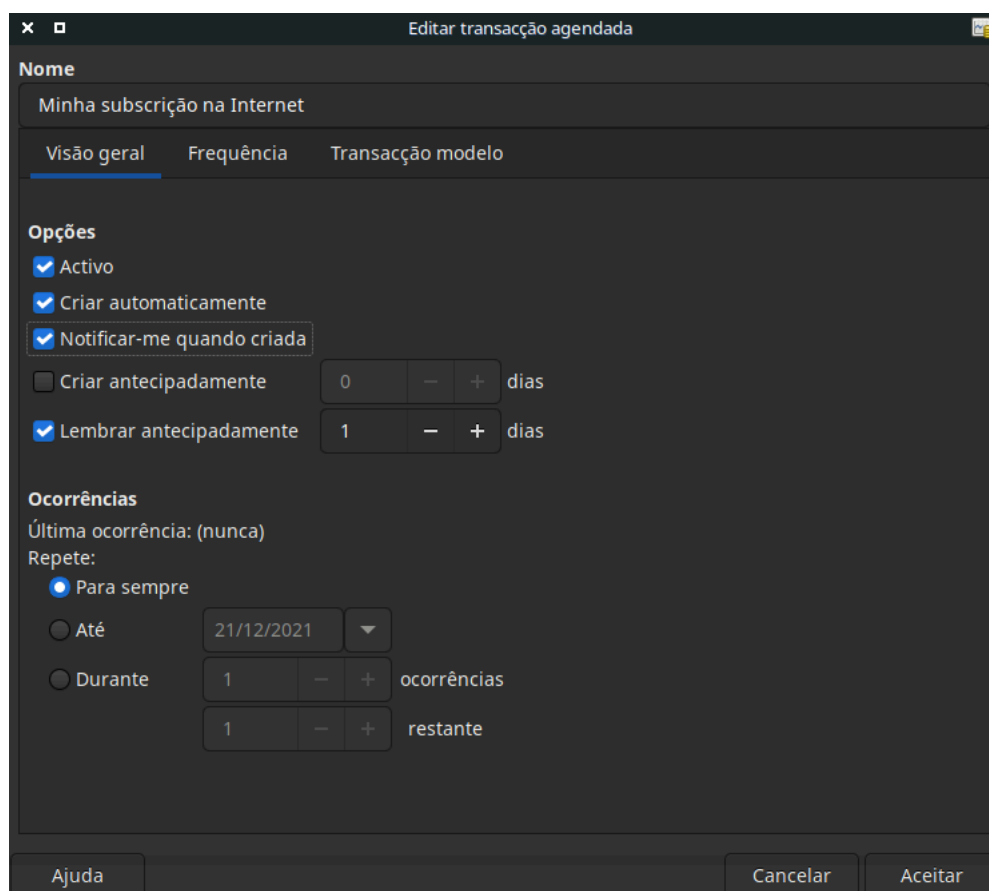 Editar transacção agendada
Nome
Minha subscrição na Internet
Visão geral Frequência Transacção modelo
Opções
Activo
Criar automaticamente
Notificar-me quando criada
Criar antecipadamente 0 − + dias
Lembrar antecipadamente 1 − + dias
Ocorrências
Última ocorrência: (nunca)
Repete:
Para sempre
Até 21/12/2021
Durante 1 − + ocorrências
1 − + restante
Ajuda Cancelar Aceitar